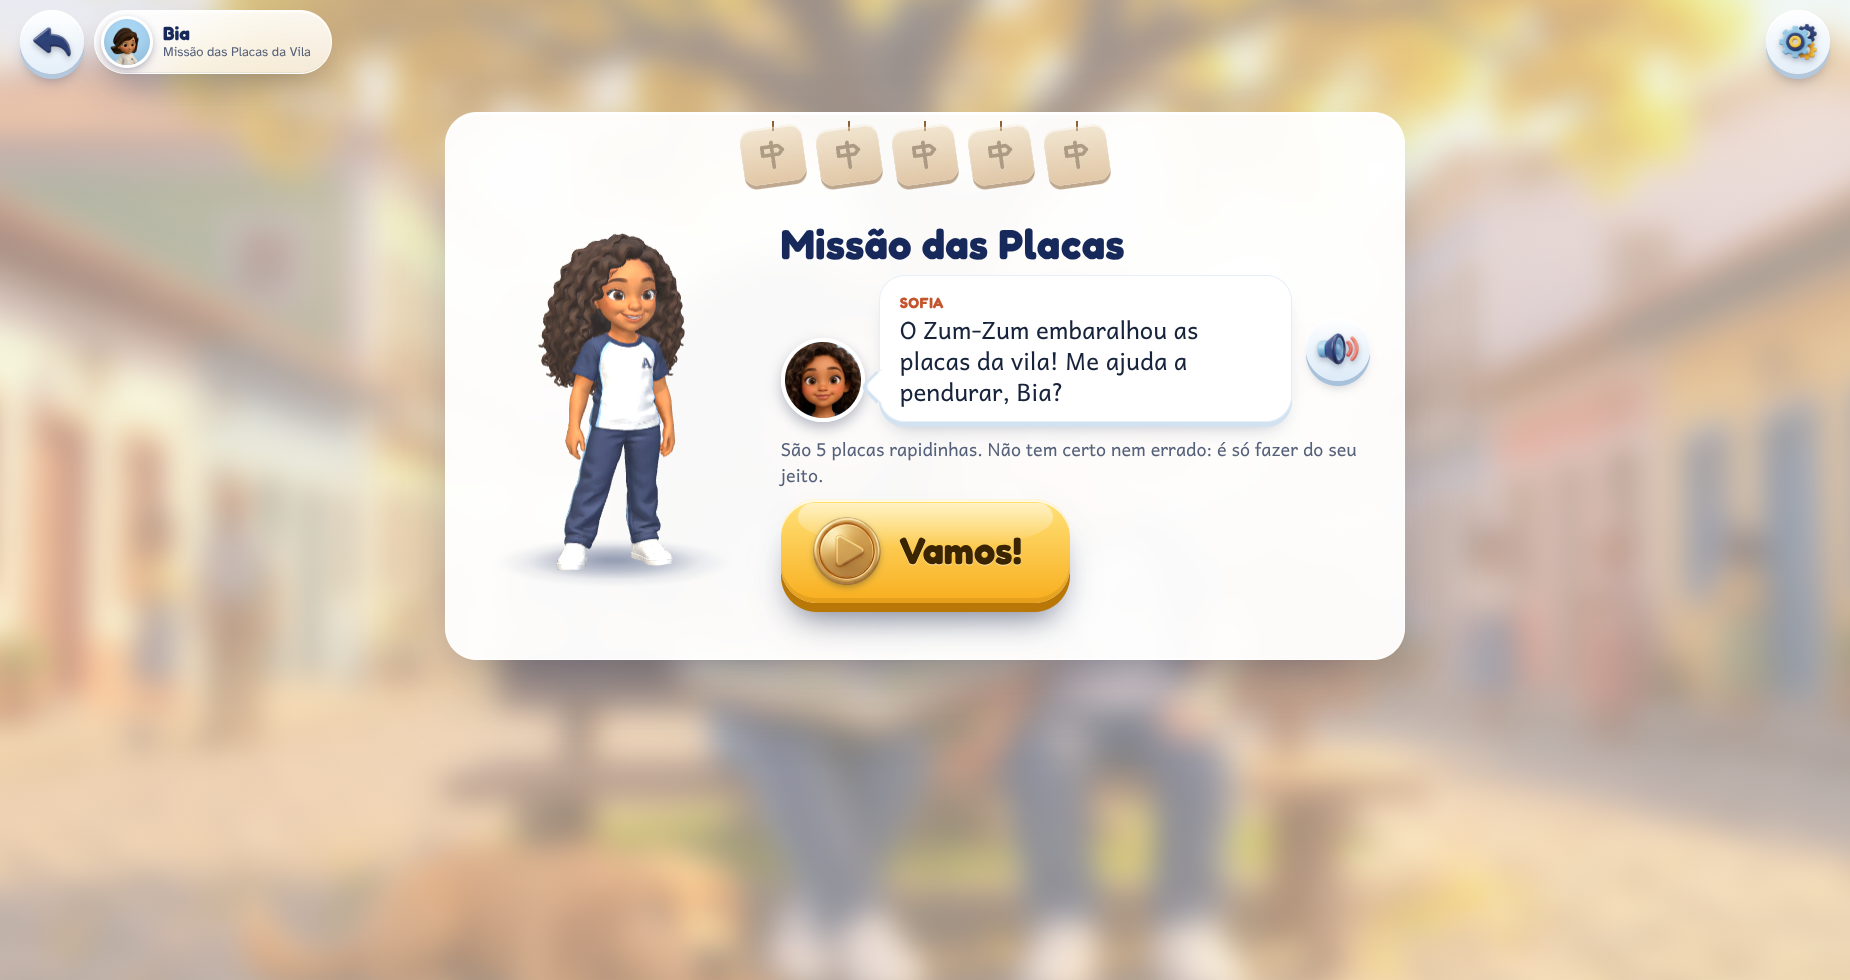 Bia
Missão das Placas da Vila
Missão das Placas
SOFIA
O Zum-Zum embaralhou as
placas da vila! Me ajuda a
pendurar, Bia?
São 5 placas rapidinhas. Não tem certo nem errado: é só fazer do seu
jeito.
Vamos!
A